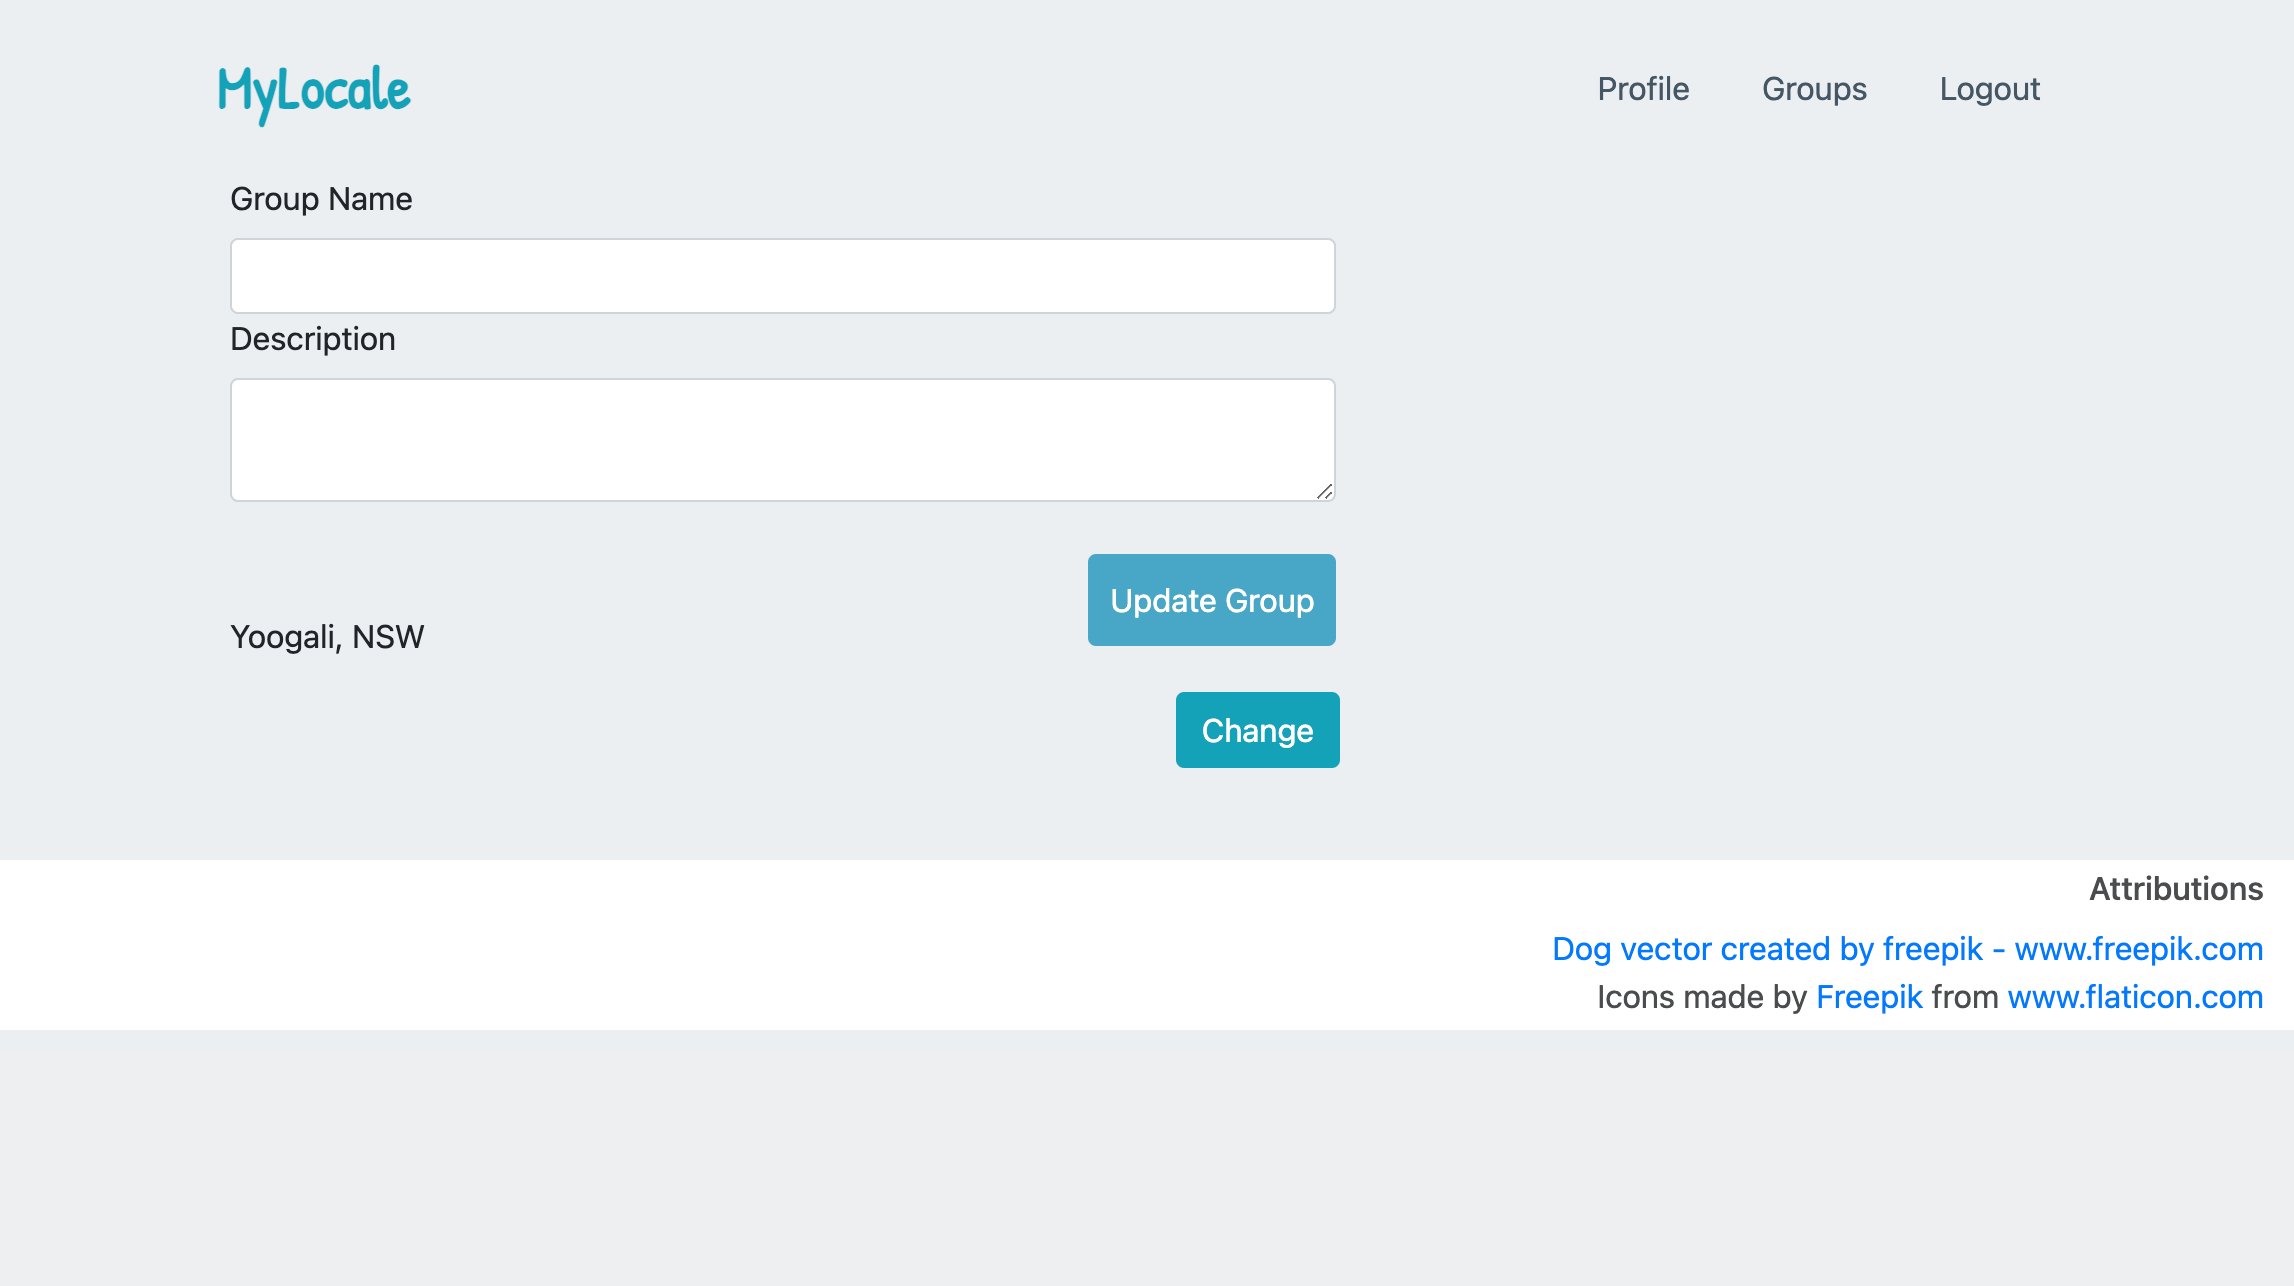 MyLocale
Profile Groups Logout
Group Name
Description
Update Group
Yoogali, NSW
Change
Attributions
Dog vector created by freepik - www.freepik.com
Icons made by Freepik from www.flaticon.com